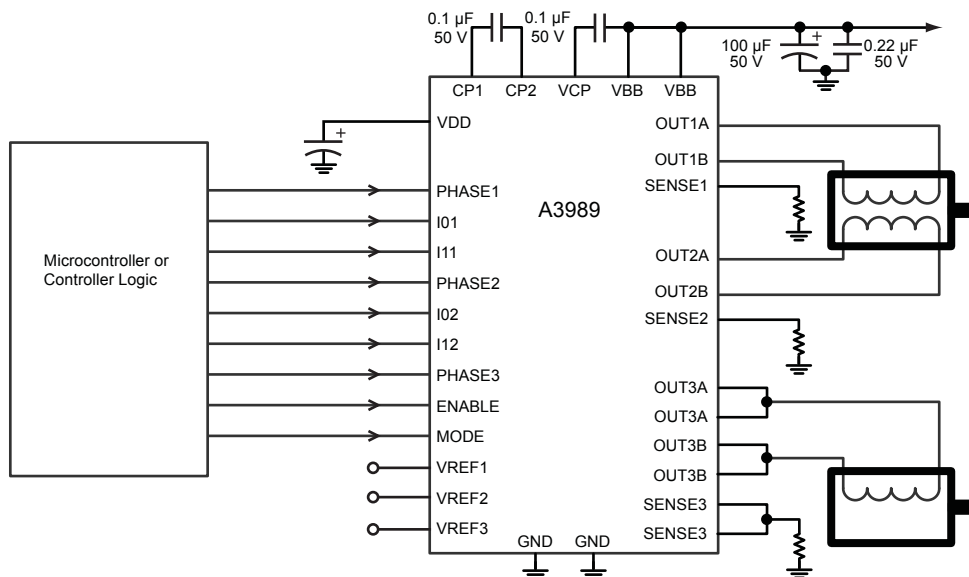 0.1 µF
50 V
0.1 µF
50 V
100 µF
50 V
0.22 µF
50 V
CP1
CP2
VCP
VBB
VBB
+
+
VDD
OUT1A
OUT1B
SENSE1
A3989
PHASE1
I01
I11
PHASE2
I02
I12
PHASE3
ENABLE
MODE
VREF1
VREF2
VREF3
Microcontroller or
Controller Logic
OUT2A
OUT2B
SENSE2
OUT3A
OUT3A
OUT3B
OUT3B
SENSE3
SENSE3
GND
GND